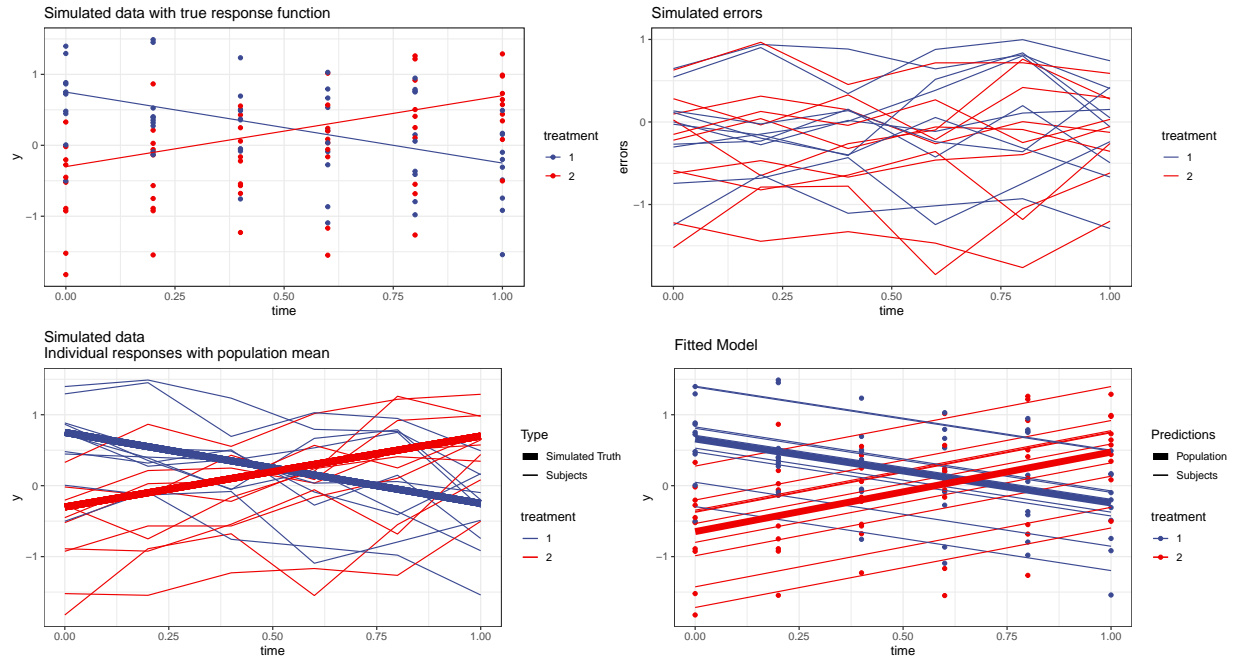 Simulated data with true response function
y
1
0
−1
0.00 0.25 0.50 0.75 1.00
time
treatment
1
2
Simulated errors
errors
1
0
−1
0.00 0.25 0.50 0.75 1.00
time
treatment
1
2
Simulated data
Individual responses with population mean
y
1
0
−1
0.00 0.25 0.50 0.75 1.00
time
Type
Simulated Truth
Subjects
treatment
1
2
Fitted Model
y
1
0
−1
0.00 0.25 0.50 0.75 1.00
time
Predictions
Population
Subjects
treatment
1
2